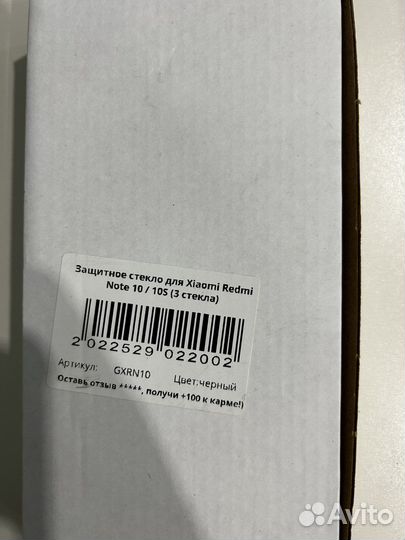 Защитное стекло для Xiaomi Redmi
Note 10 / 10S (3 стекла)
2 022529 022002
Артикул: GXRN10 Цвет:черный
Оставь отзыв *****, получи +100 к карме!)
Avito